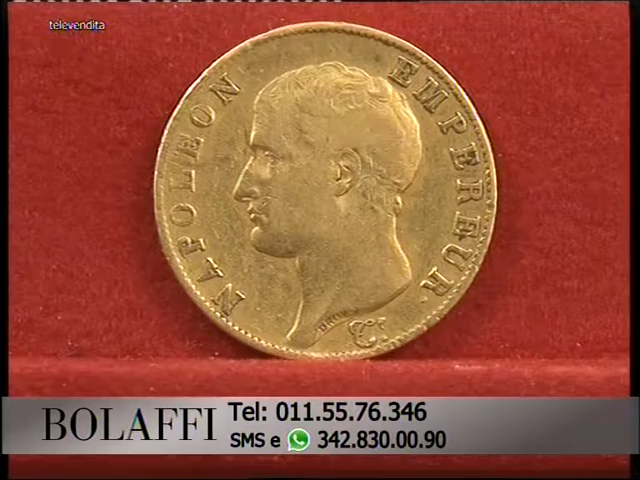 televendita
NAPOLEON EMPEREUR.
BOLAFFI
Tel: 011.55.76.346
SMS e 342.830.00.90